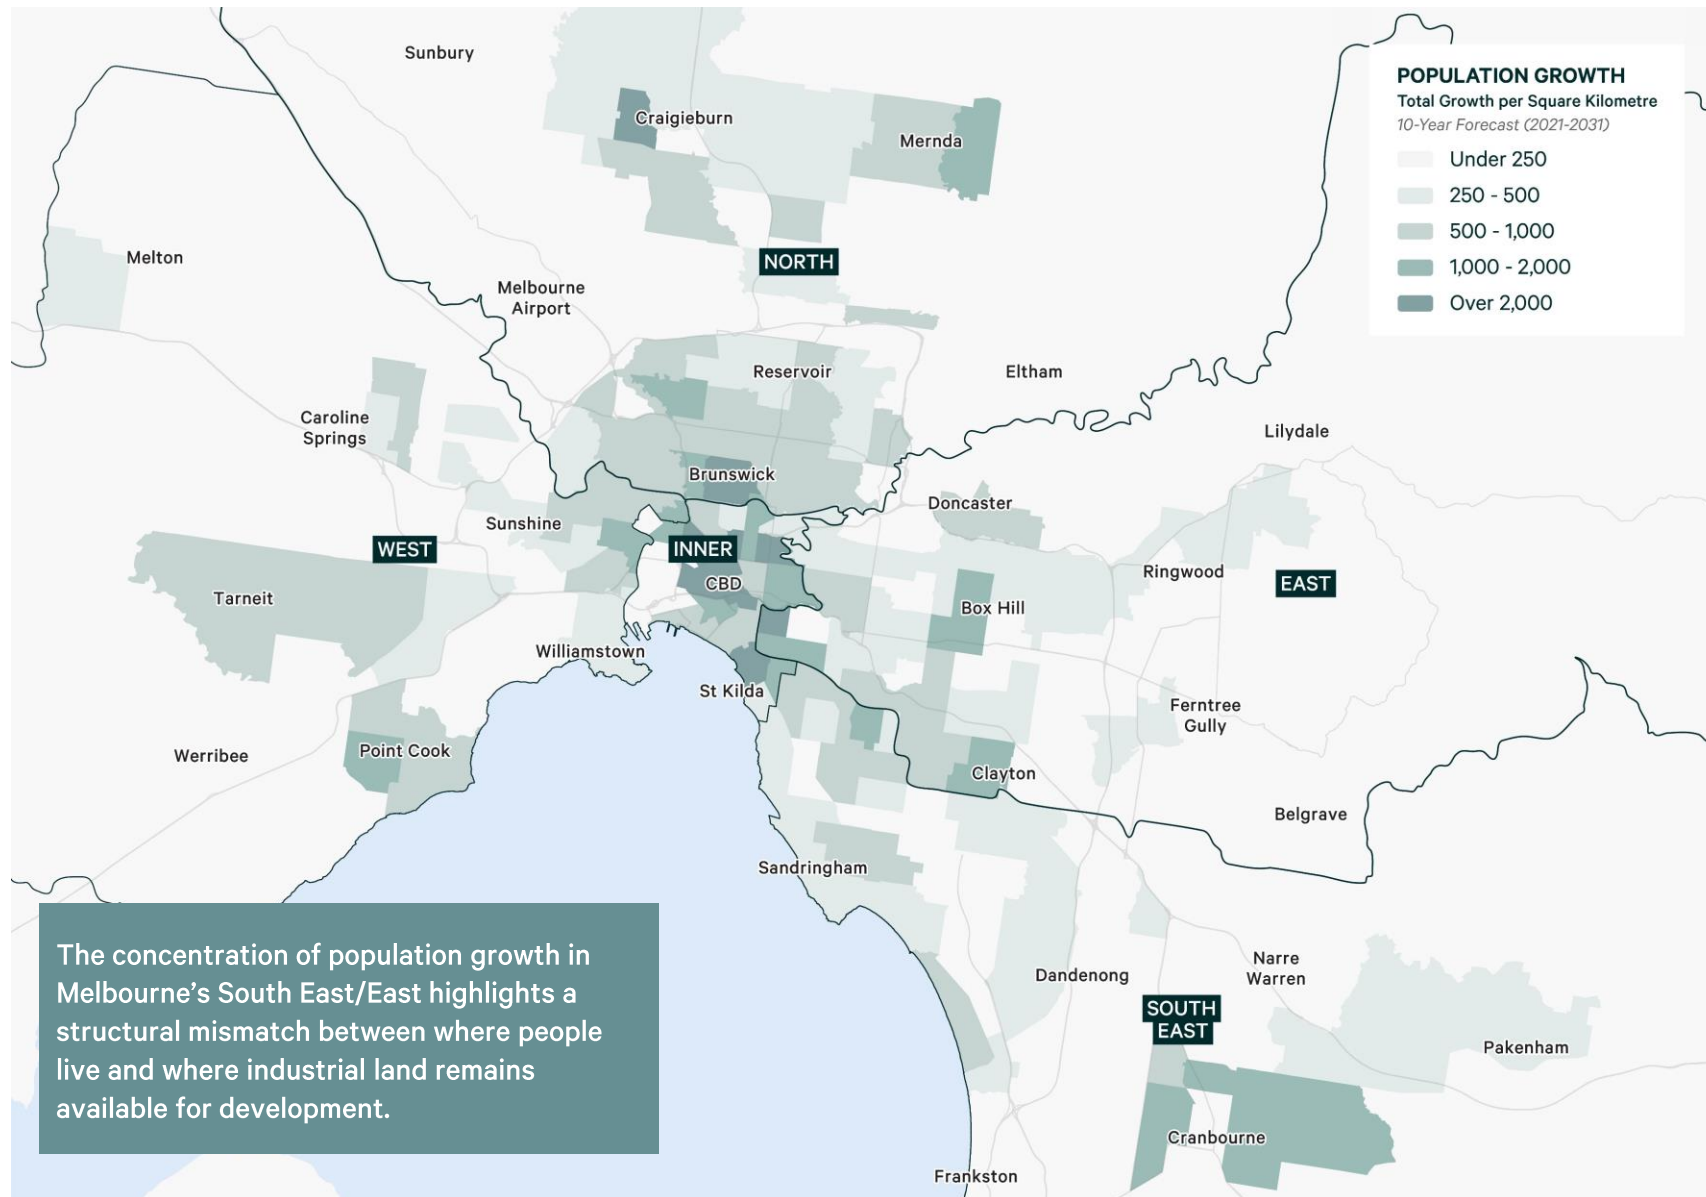 Sunbury
POPULATION GROWTH
Total Growth per Square Kilometre
10-Year Forecast (2021-2031)
Under 250
250 - 500
500 - 1,000
1,000 - 2,000
Over 2,000
Craigieburn
Mernda
Melton
NORTH
Melbourne
Airport
Reservoir
Eltham
Caroline
Springs
Lilydale
Brunswick
Doncaster
Sunshine
WEST
INNER
CBD
Ringwood
EAST
Tarneit
Box Hill
Williamstown
St Kilda
Ferntree
Gully
Werribee
Point Cook
Clayton
Belgrave
Sandringham
Dandenong
Narre
Warren
SOUTH
EAST
Pakenham
Cranbourne
Frankston
The concentration of population growth in
Melbourne’s South East/East highlights a
structural mismatch between where people
live and where industrial land remains
available for development.